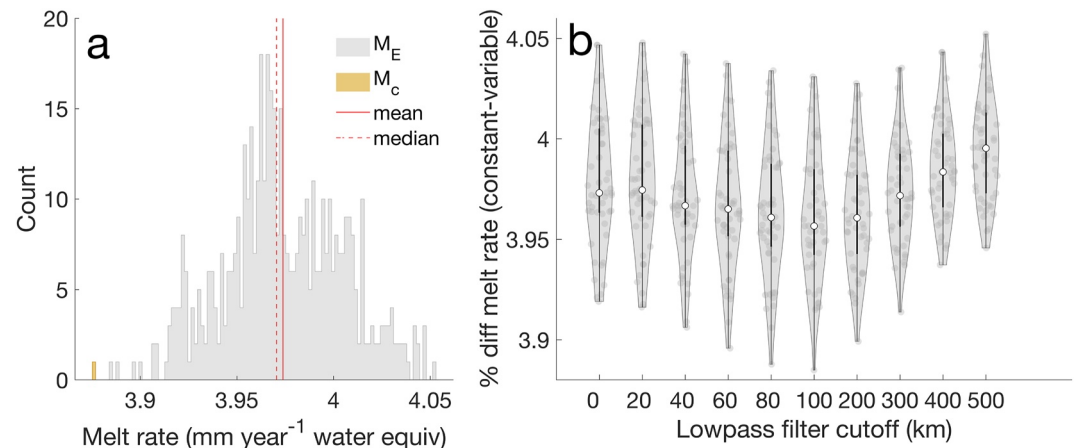 a
20
15
10
5
0
Count
3.9 3.95 4 4.05
Melt rate (mm year-1 water equiv)
ME
Mc
mean
median
b
4.05
4
3.95
3.9
% diff melt rate (constant-variable)
0 20 40 60 80 100 200 300 400 500
Lowpass filter cutoff (km)